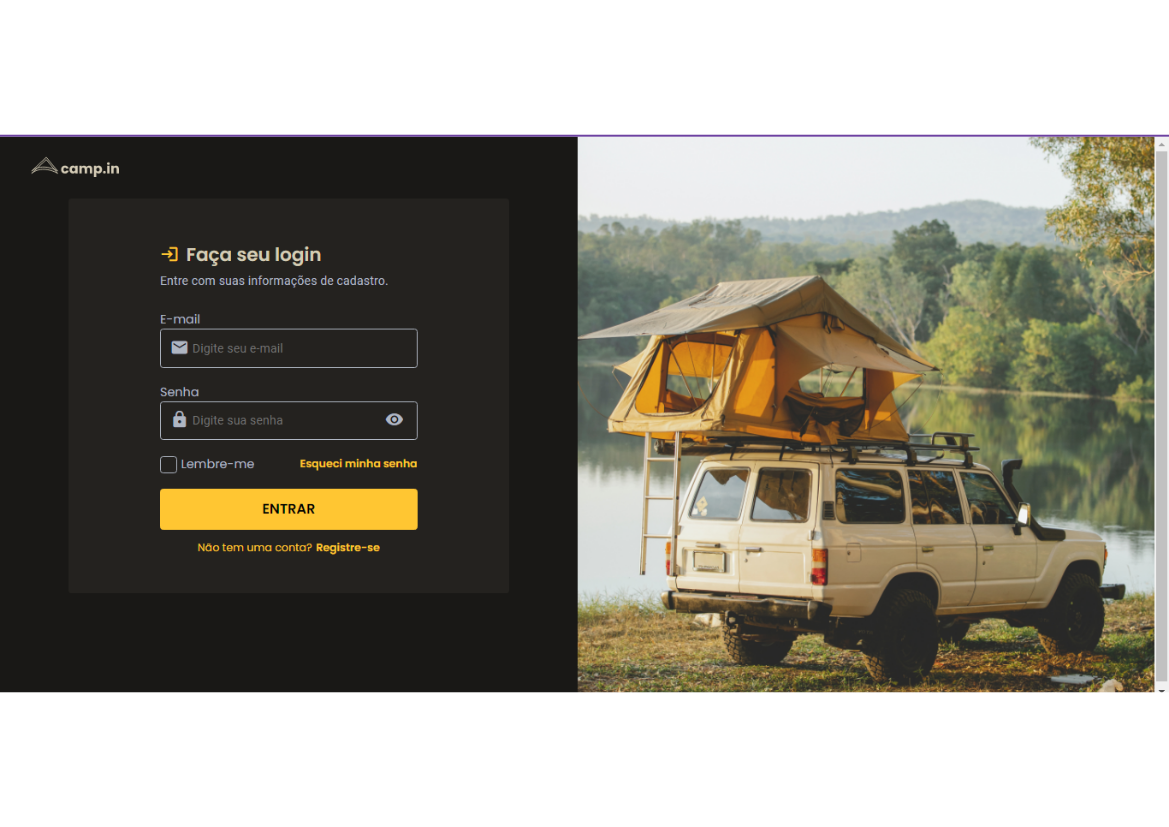 camp.in
Faça seu login
Entre com suas informações de cadastro.
E-mail
Digite seu e-mail
Senha
Digite sua senha
Lembre-me Esqueci minha senha
ENTRAR
Não tem uma conta? Registre-se